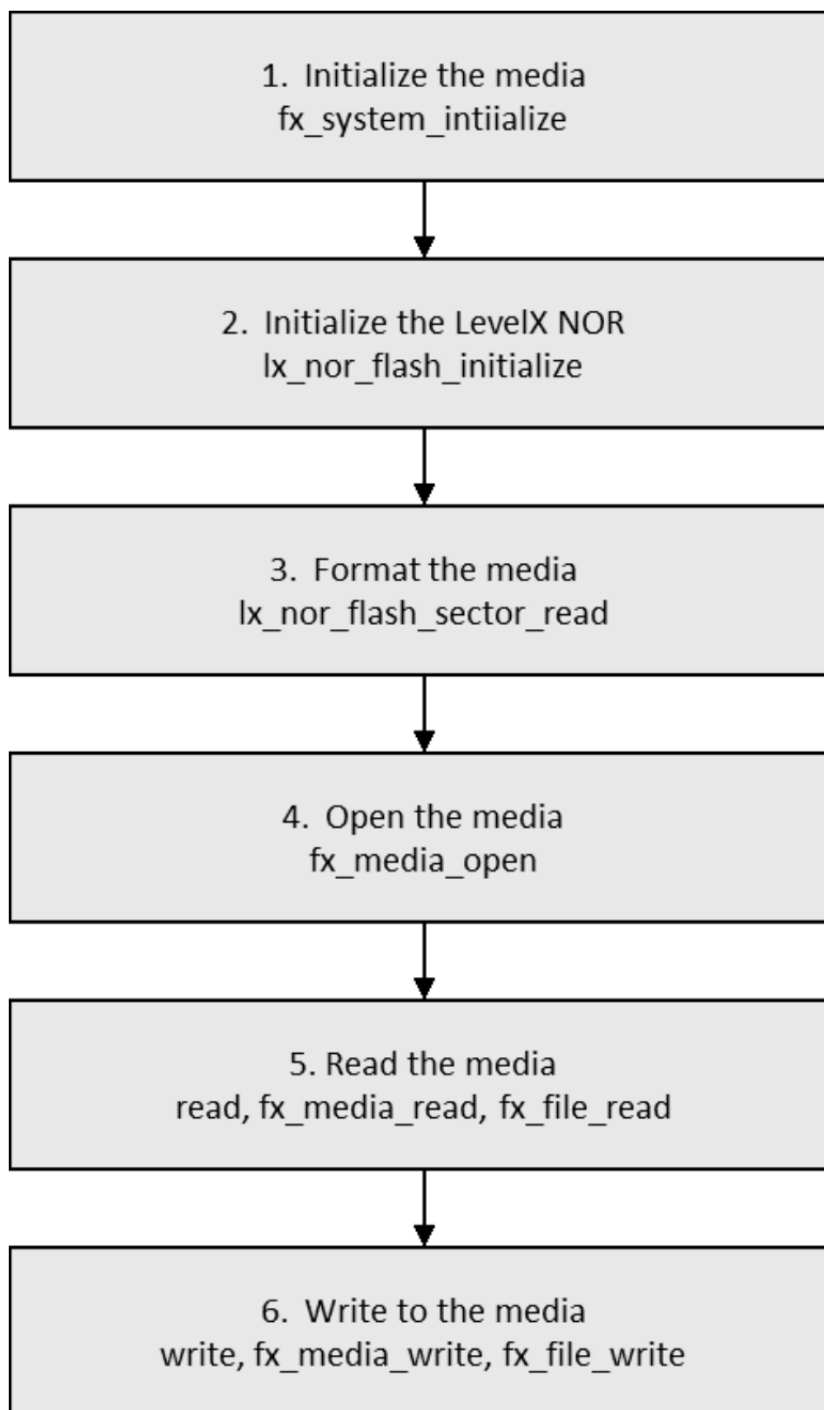 1. Initialize the media
fx_system_intiialize
2. Initialize the LevelX NOR
lx_nor_flash_initialize
3. Format the media
lx_nor_flash_sector_read
4. Open the media
fx_media_open
5. Read the media
read, fx_media_read, fx_file_read
6. Write to the media
write, fx_media_write, fx_file_write